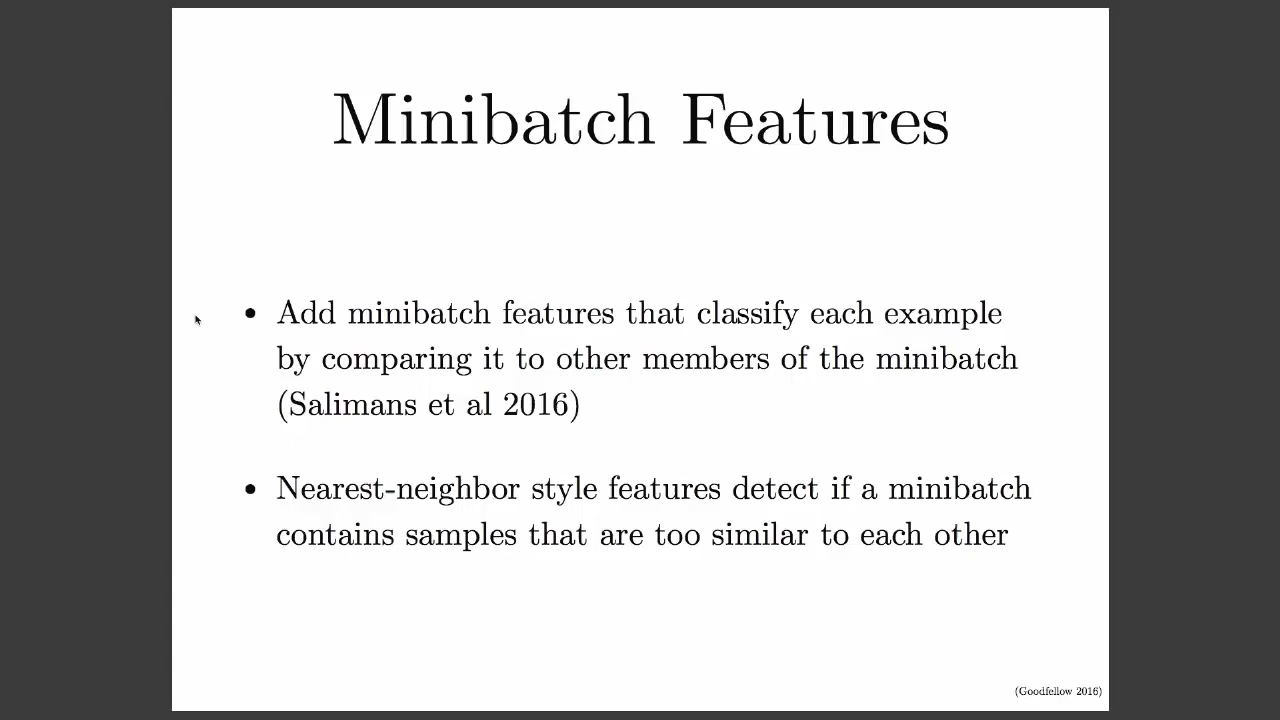 Minibatch Features
• Add minibatch features that classify each example
by comparing it to other members of the minibatch
(Salimans et al 2016)
• Nearest-neighbor style features detect if a minibatch
contains samples that are too similar to each other
(Goodfellow 2016)